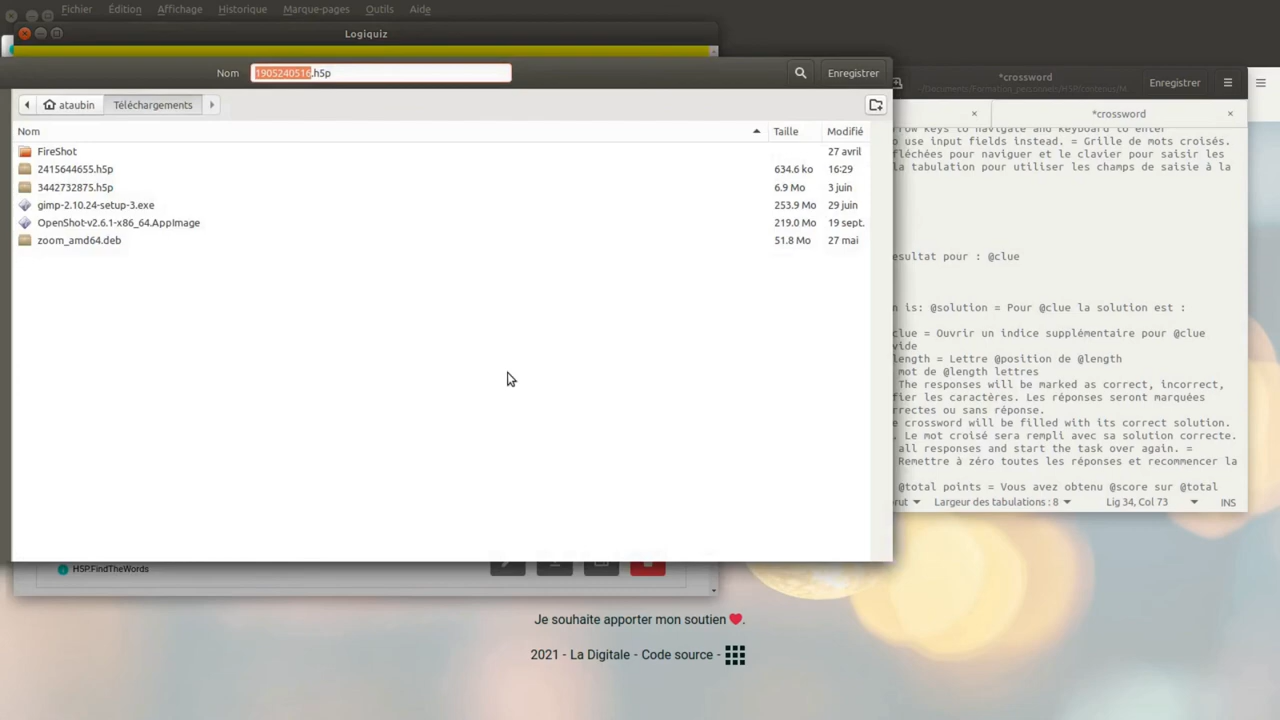 Fichier Édition Affichage Historique Marque-pages Outils Aide
Logiquiz
Nom 1905240516.h5p Enregistrer
ataubin Téléchargements
Nom Taille Modifié
FireShot 27 avril
2415644655.h5p 634.6 ko 16:29
3442732875.h5p 6.9 Mo 3 juin
gimp-2.10.24-setup-3.exe 253.9 Mo 29 juin
OpenShot-v2.6.1-x86_64.AppImage 219.0 Mo 19 sept.
zoom_amd64.deb 51.8 Mo 27 mai
*crossword
Enregistrer
*crossword
row keys to navigate and keyboard to enter
o use input fields instead. = Grille de mots croisés.
fléchées pour naviguer et le clavier pour saisir les
la tabulation pour utiliser les champs de saisie à la
esultat pour : @clue
n is: @solution = Pour @clue la solution est :
clue = Ouvrir un indice supplémentaire pour @clue
vide
length = Lettre @position de @length
mot de @length lettres
The responses will be marked as correct, incorrect,
fier les caractères. Les réponses seront marquées
rrectes ou sans réponse.
e crossword will be filled with its correct solution.
. Le mot croisé sera rempli avec sa solution correcte.
all responses and start the task over again. =
Remettre à zéro toutes les réponses et recommencer la
@total points = Vous avez obtenu @score sur @total
brut Largeur des tabulations : 8 Lig 34, Col 73 INS
H5P.FindTheWords
Je souhaite apporter mon soutien ❤.
2021 - La Digitale - Code source -